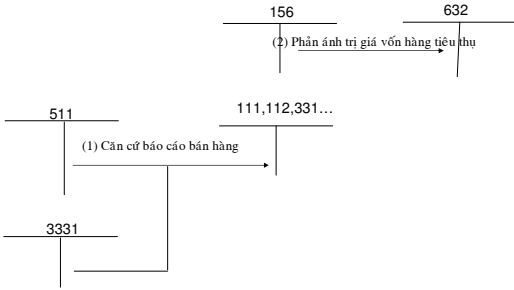 156
632
(2) Phản ánh trị giá vốn hàng tiêu thụ
511
111,112,331…
(1) Căn cứ báo cáo bán hàng
3331